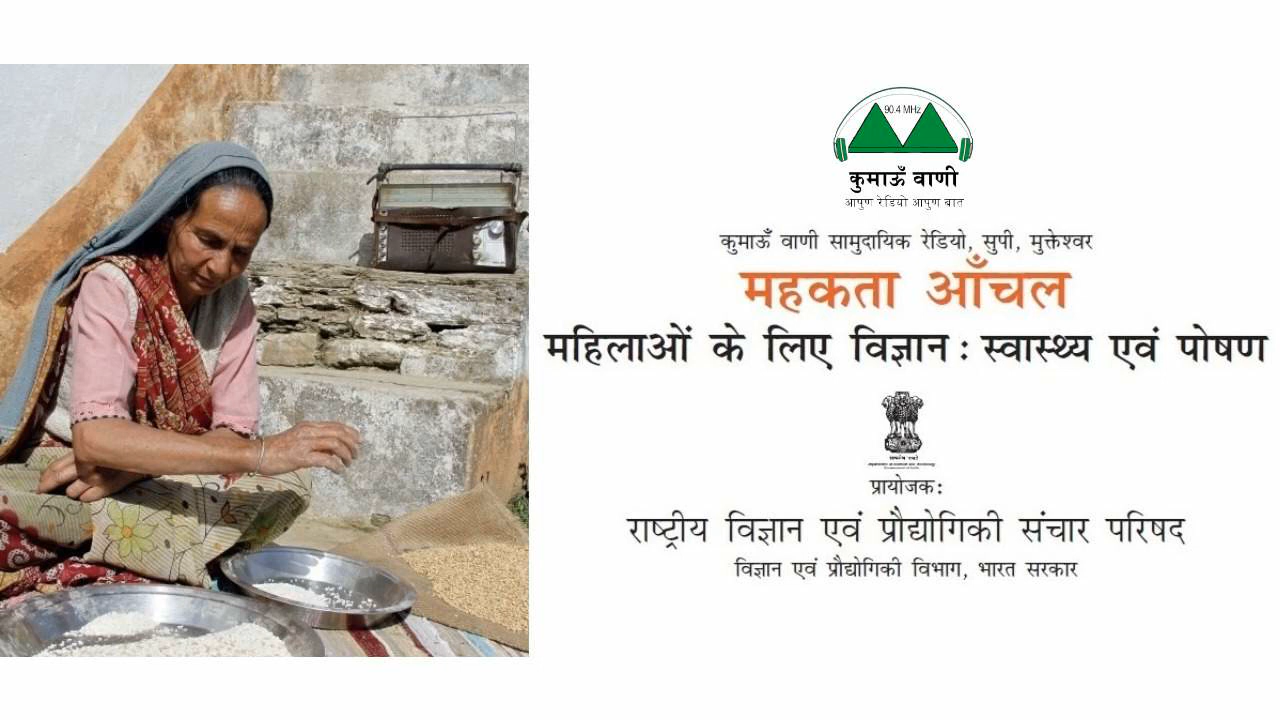 90.4 MHz
कुमाऊँ वाणी
आपुण रेडियो आपुण बात
कुमाऊँ वाणी सामुदायिक रेडियो, सुपी, मुक्तेश्वर
महकता आँचल
महिलाओं के लिए विज्ञान : स्वास्थ्य एवं पोषण
प्रायोजक:
राष्ट्रीय विज्ञान एवं प्रौद्योगिकी संचार परिषद
विज्ञान एवं प्रौद्योगिकी विभाग, भारत सरकार